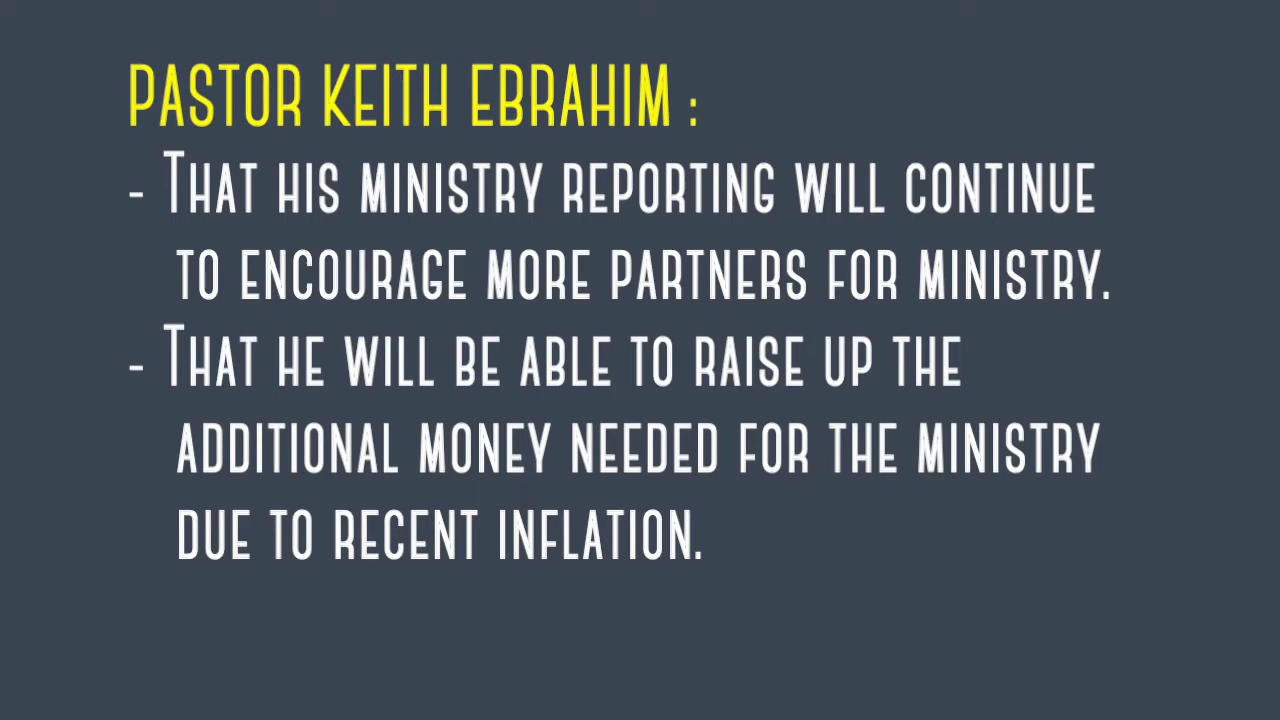 PASTOR KEITH EBRAHIM :
- THAT HIS MINISTRY REPORTING WILL CONTINUE
TO ENCOURAGE MORE PARTNERS FOR MINISTRY.
- THAT HE WILL BE ABLE TO RAISE UP THE
ADDITIONAL MONEY NEEDED FOR THE MINISTRY
DUE TO RECENT INFLATION.